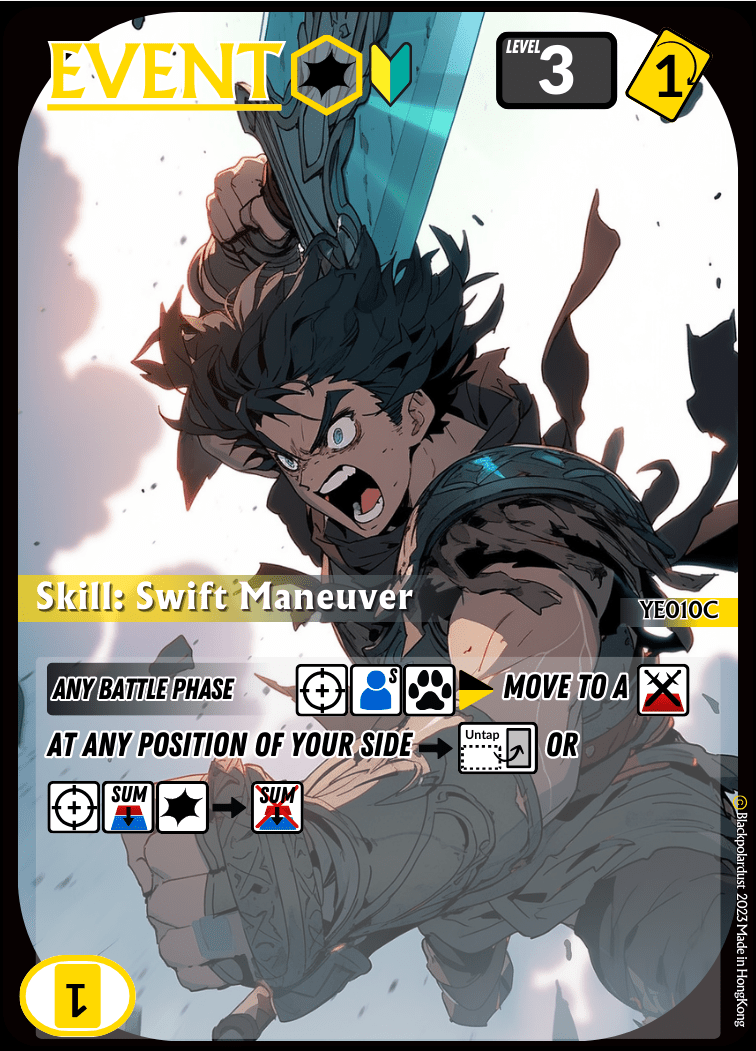 EVENT
LEVEL
3
1
Skill: Swift Maneuver
YE010C
ANY BATTLE PHASE S MOVE TO A
AT ANY POSITION OF YOUR SIDE Untap OR
SUM SUM
© Blackpolardust 2023 Made in HongKong
1